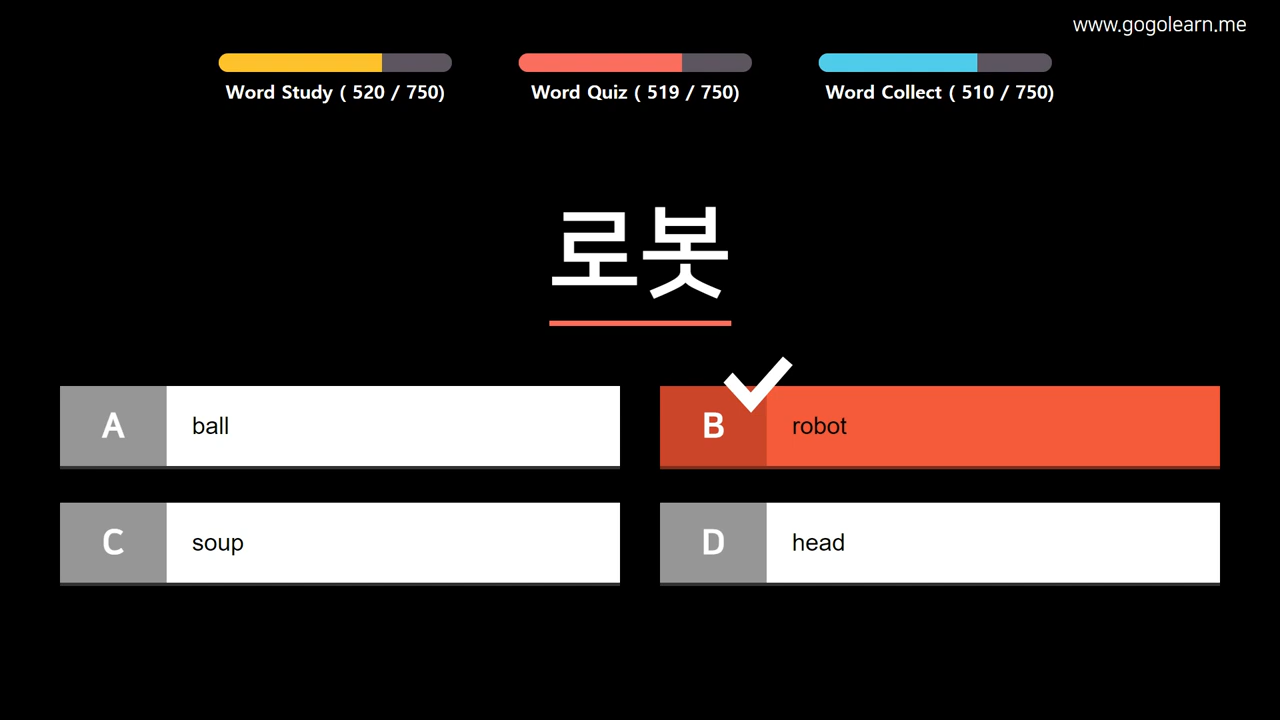 www.gogolearn.me
Word Study ( 520 / 750)
Word Quiz ( 519 / 750)
Word Collect ( 510 / 750)
로봇
A ball
B robot
C soup
D head